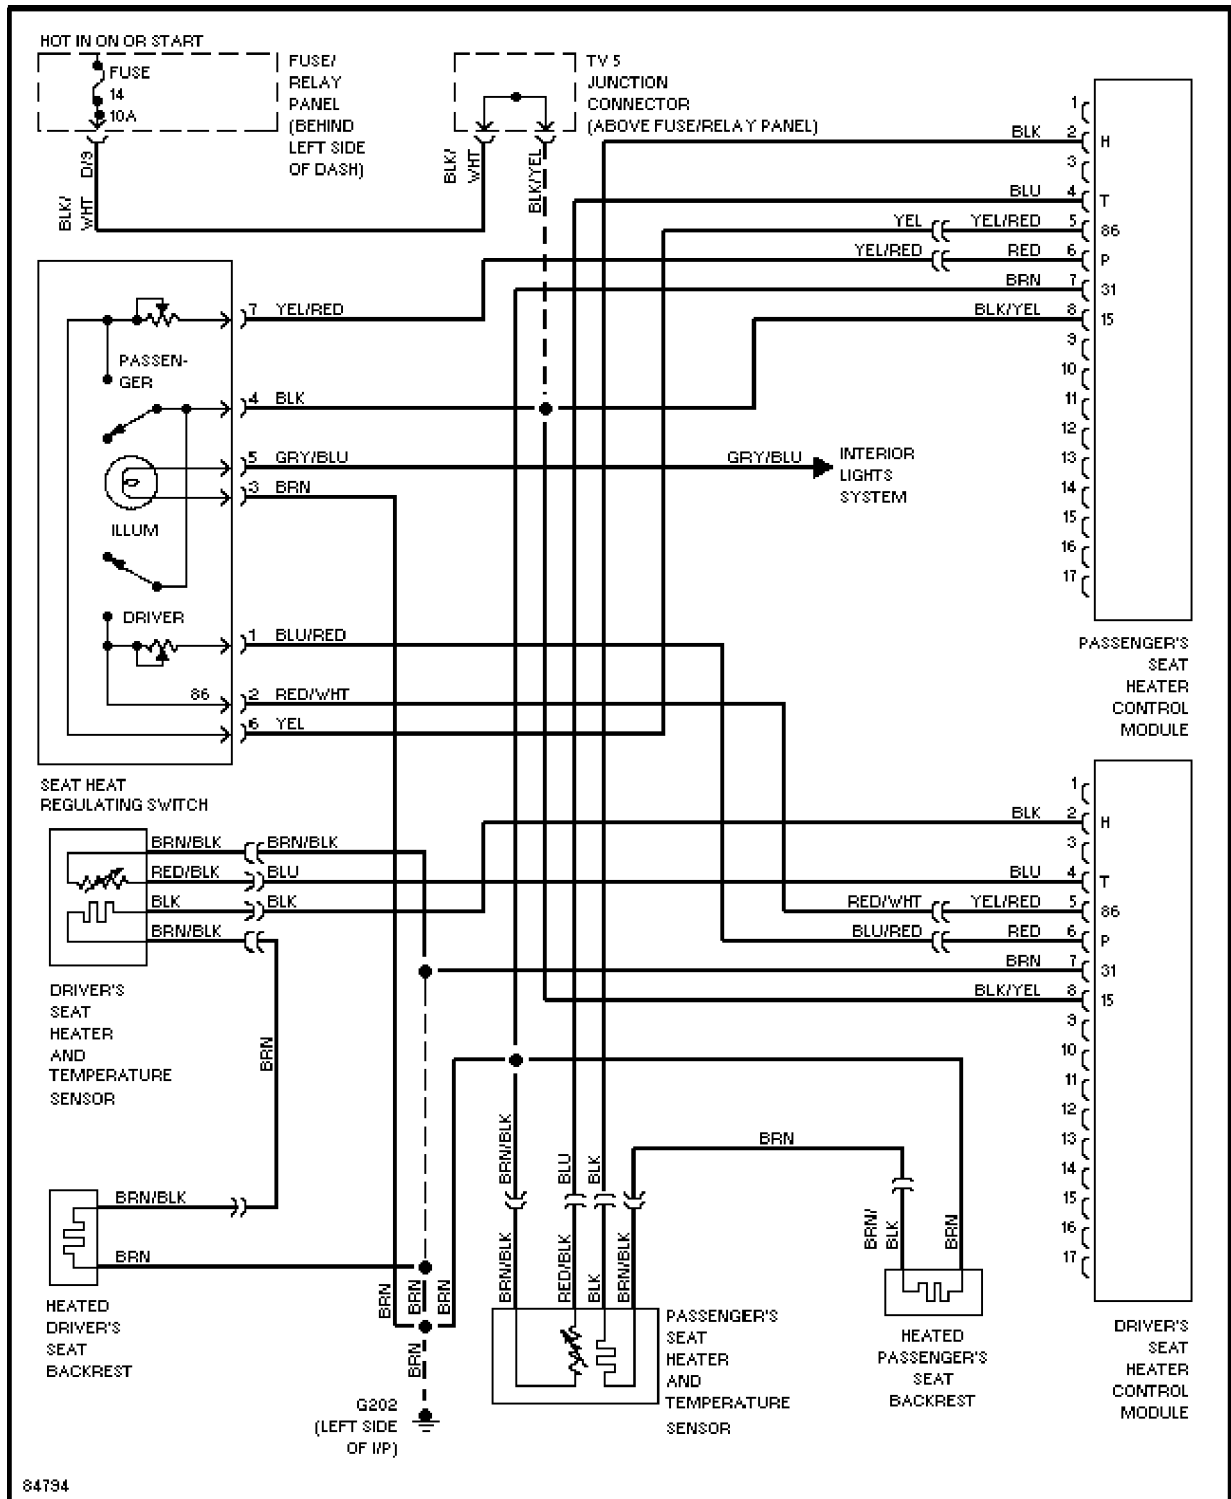 HOT IN ON OR START
FUSE
14
10A
FUSE/
RELAY
PANEL
(BEHIND
LEFT SIDE
OF DASH)
TV 5
JUNCTION
CONNECTOR
(ABOVE FUSE/RELAY PANEL)
D/9
BLK/
WHT
BLK/
WHT
BLK/YEL
1
BLK 2 H
3
BLU 4 T
YEL YEL/RED 5 86
YEL/RED RED 6 P
BRN 7 31
BLK/YEL 8 15
9
10
11
12
13
14
15
16
17
PASSENGER'S
SEAT
HEATER
CONTROL
MODULE
7 YEL/RED
PASSEN-
GER
4 BLK
5 GRY/BLU
GRY/BLU
INTERIOR
LIGHTS
SYSTEM
3 BRN
ILLUM
DRIVER
1 BLU/RED
86 2 RED/WHT
6 YEL
SEAT HEAT
REGULATING SWITCH
BRN/BLK BRN/BLK
RED/BLK BLU
BLK BLK
BRN/BLK
DRIVER'S
SEAT
HEATER
AND
TEMPERATURE
SENSOR
BRN
1
BLK 2 H
3
BLU 4 T
RED/WHT YEL/RED 5 86
BLU/RED RED 6 P
BRN 7 31
BLK/YEL 8 15
9
10
11
12
13
14
15
16
17
DRIVER'S
SEAT
HEATER
CONTROL
MODULE
BRN/BLK
BRN
HEATED
DRIVER'S
SEAT
BACKREST
BRN
BRN
BRN
BRN
G202
(LEFT SIDE
OF I/P)
BRN/BLK
BLU
BLK
BRN
BRN/BLK
RED/BLK
BLK
BRN/BLK
PASSENGER'S
SEAT
HEATER
AND
TEMPERATURE
SENSOR
BRN/
BLK
BRN
HEATED
PASSENGER'S
SEAT
BACKREST
84794